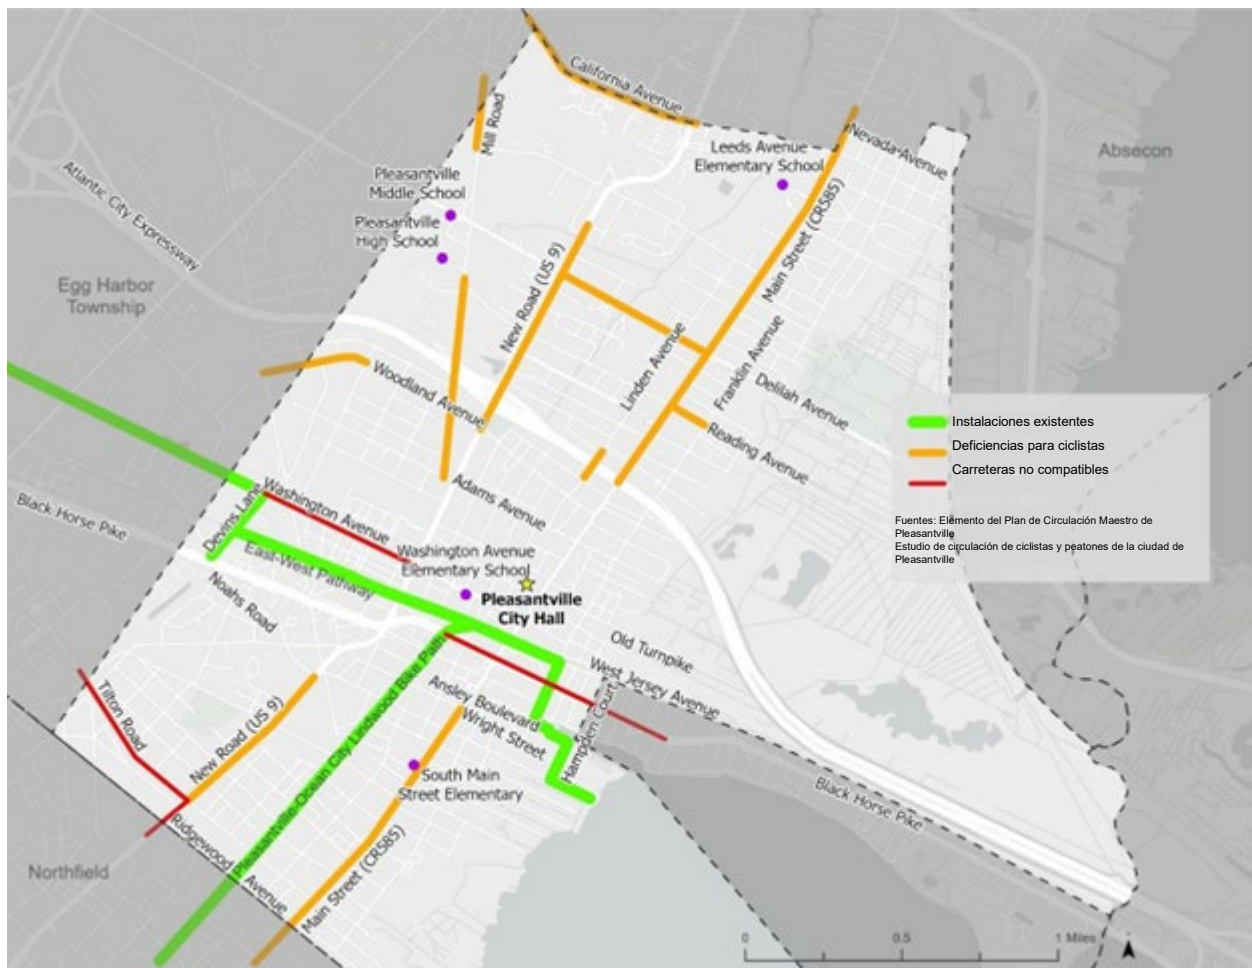 California Avenue
Mill Road
Nevada Avenue
Leeds Avenue
Elementary School
Absecon
Pleasantville
Middle School
Pleasantville
High School
Atlantic City Expressway
Main Street (CR585)
Egg Harbor
Township
New Road (US 9)
Linden Avenue
Franklin Avenue
Woodland Avenue
Delilah Avenue
Reading Avenue
Instalaciones existentes
Deficiencias para ciclistas
Carreteras no compatibles
Fuentes: Elemento del Plan de Circulación Maestro de
Pleasantville
Estudio de circulación de ciclistas y peatones de la ciudad de
Pleasantville
Adams Avenue
Washington Avenue
Devins Lane
Black Horse Pike
Washington Avenue
Elementary School
East-West Pathway
Noahs Road
Pleasantville
City Hall
Old Turnpike
West Jersey Avenue
Ansley Boulevard
Wright Street
Hampden Court
Tilton Road
New Road (US 9)
Pleasantville-Ocean City-Lindwood Bike Path
South Main
Street Elementary
Black Horse Pike
Ridgewood Avenue
Main Street (CR585)
Northfield
0 0.5 1 Miles